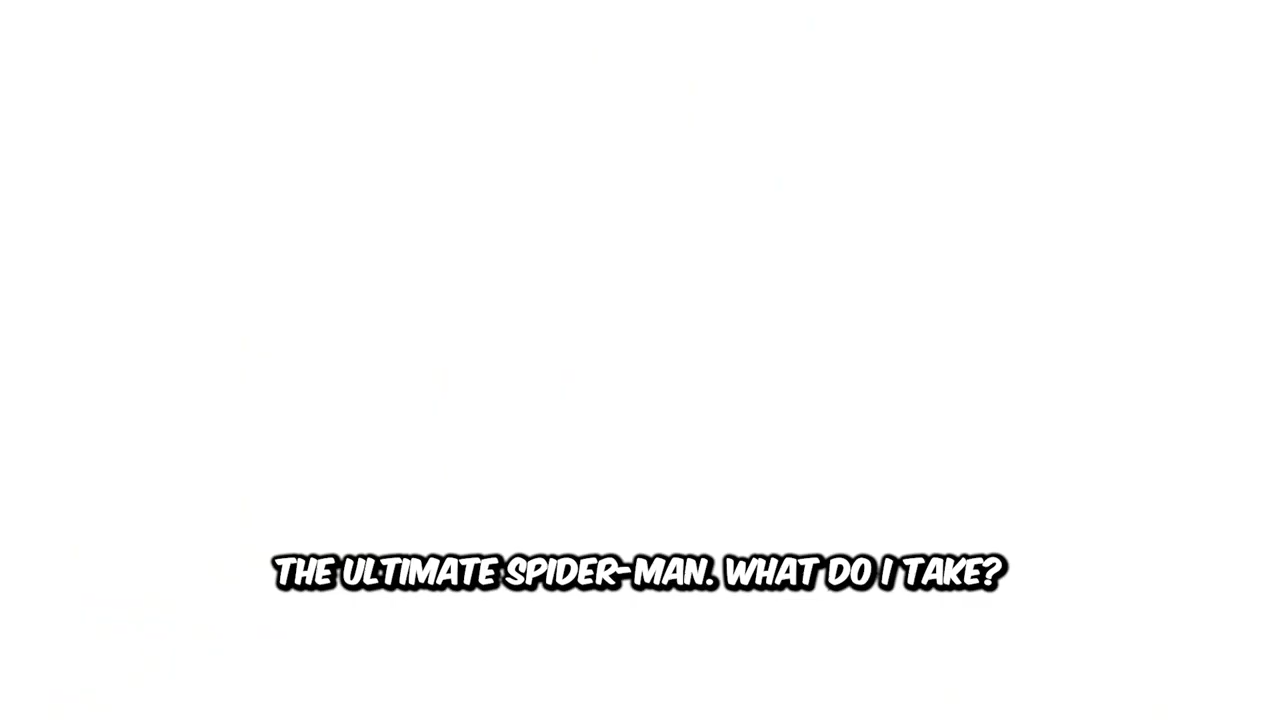 THE ULTIMATE SPIDER-MAN. WHAT DO I TAKE?